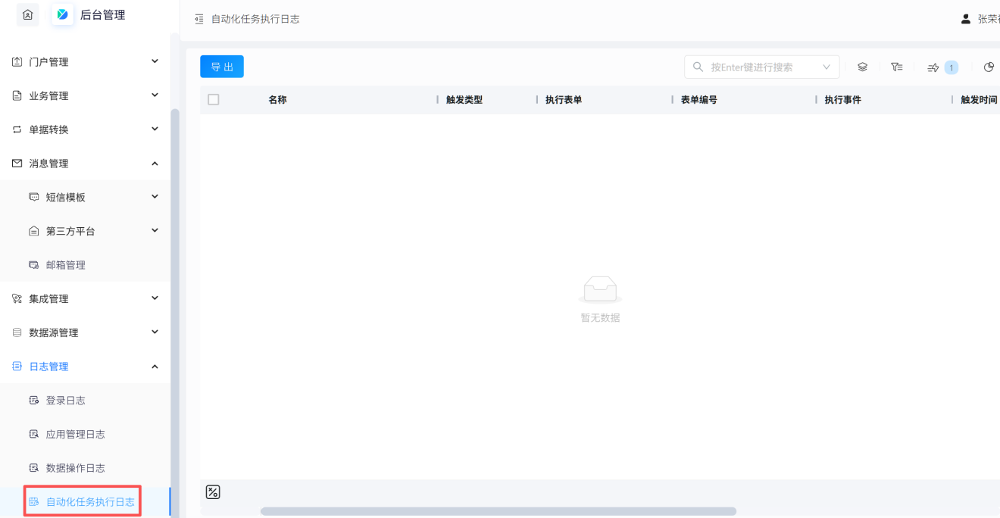 后台管理
自动化任务执行日志
张荣
门户管理
业务管理
单据转换
消息管理
短信模板
第三方平台
邮箱管理
集成管理
数据源管理
日志管理
登录日志
应用管理日志
数据操作日志
自动化任务执行日志
导 出
按Enter键进行搜索
1
名称 触发类型 执行表单 表单编号 执行事件 触发时间
暂无数据